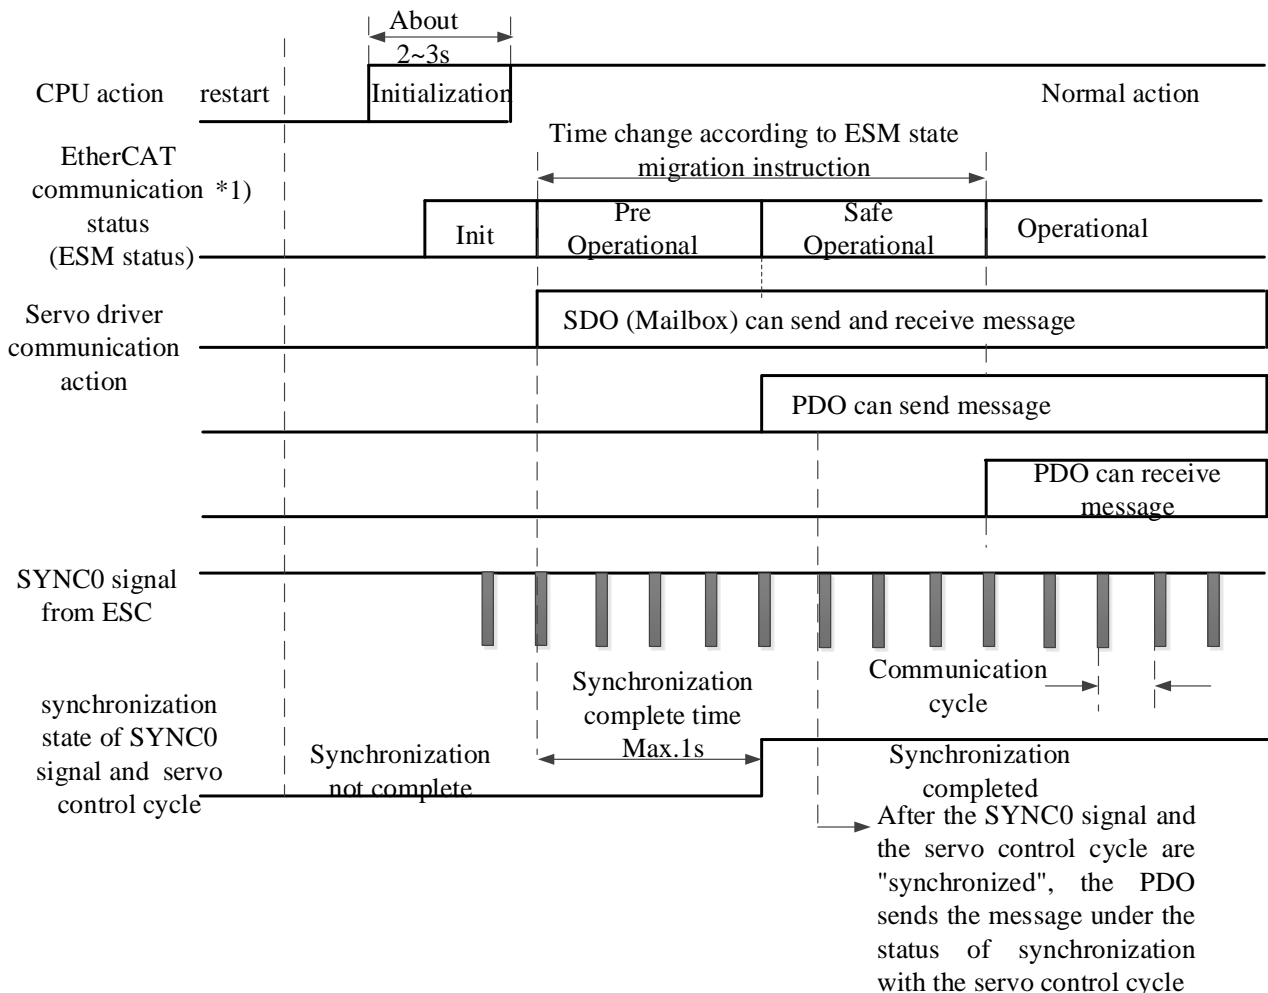 About
2~3s
CPU action
restart
Initialization
Normal action
Time change according to ESM state
migration instruction
EtherCAT
communication *1)
status
(ESM status)
Init
Pre
Operational
Safe
Operational
Operational
Servo driver
communication
action
SDO (Mailbox) can send and receive message
PDO can send message
PDO can receive
message
SYNC0 signal
from ESC
Communication
cycle
Synchronization
complete time
Max.1s
synchronization
state of SYNC0
signal and servo
control cycle
Synchronization
not complete
Synchronization
completed
After the SYNC0 signal and
the servo control cycle are
"synchronized", the PDO
sends the message under the
status of synchronization
with the servo control cycle